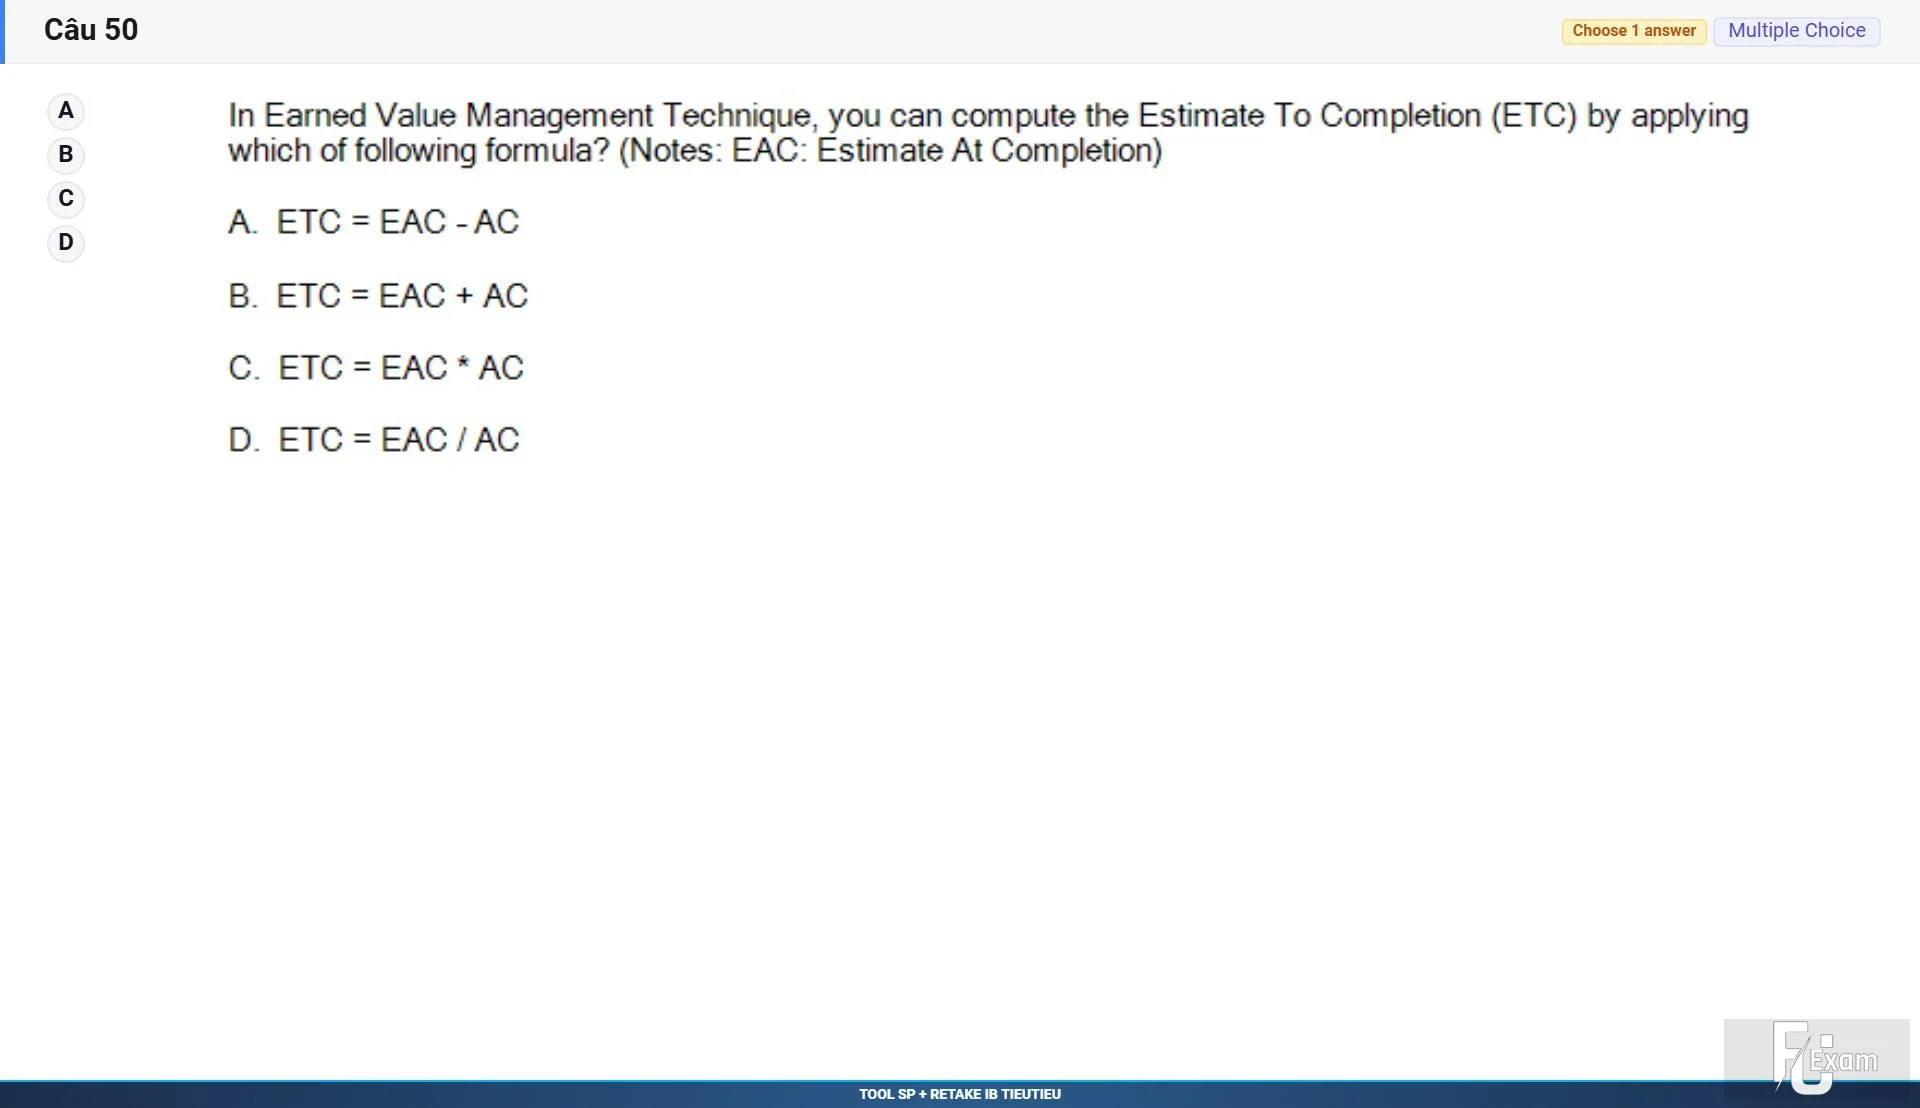 Câu 50
Choose 1 answer
Multiple Choice
A
B
C
D
In Earned Value Management Technique, you can compute the Estimate To Completion (ETC) by applying
which of following formula? (Notes: EAC: Estimate At Completion)
A. ETC = EAC - AC
B. ETC = EAC + AC
C. ETC = EAC * AC
D. ETC = EAC / AC
FU Exam
TOOL SP + RETAKE IB TIEUTIEU